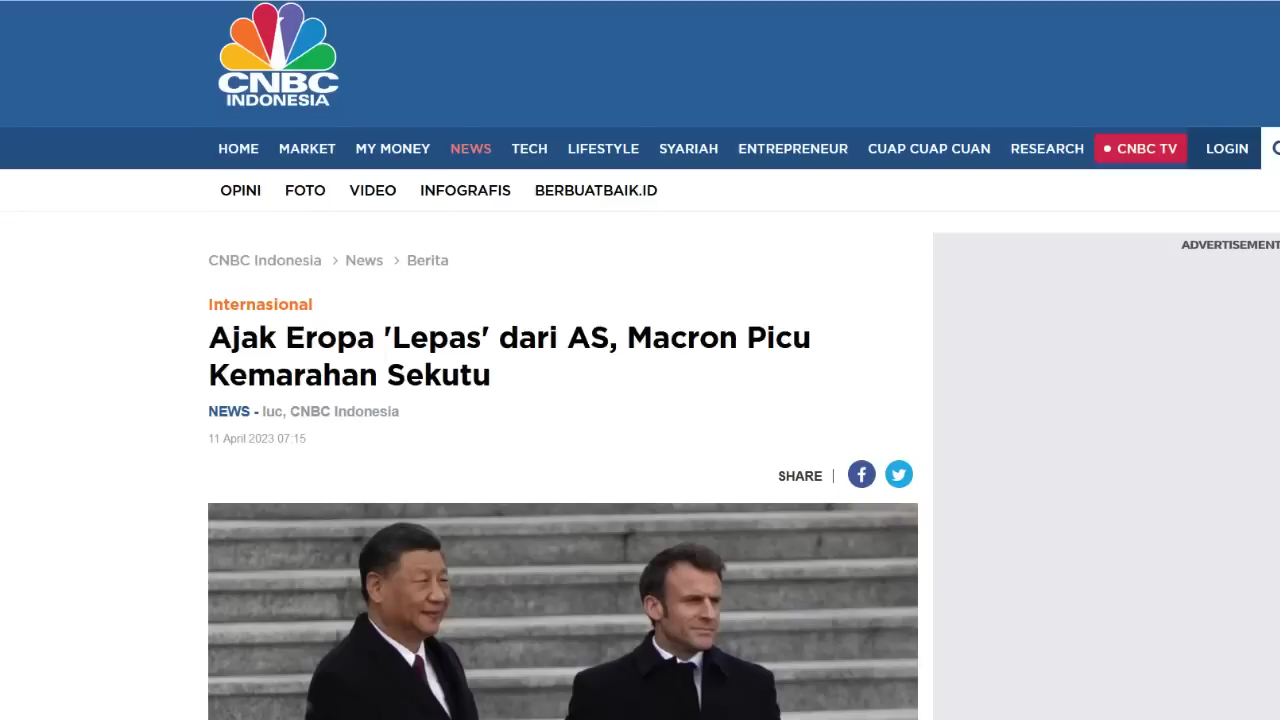 CNBC
INDONESIA
HOME MARKET MY MONEY NEWS TECH LIFESTYLE SYARIAH ENTREPRENEUR CUAP CUAP CUAN RESEARCH CNBC TV LOGIN
OPINI FOTO VIDEO INFOGRAFIS BERBUATBAIK.ID
ADVERTISEMENT
CNBC Indonesia > News > Berita
Internasional
Ajak Eropa 'Lepas' dari AS, Macron Picu
Kemarahan Sekutu
NEWS - luc, CNBC Indonesia
11 April 2023 07:15
SHARE |